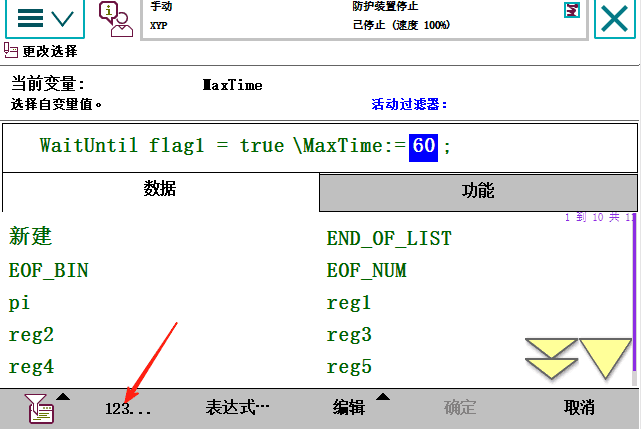 手动 防护装置停止
XYP 已停止 (速度 100%)
更改选择
当前变量: MaxTime
选择自变量值。 活动过滤器:
WaitUntil flag1 = true \MaxTime:= 60 ;
数据 功能
1 到 10 共 1
新建 END_OF_LIST
EOF_BIN EOF_NUM
pi reg1
reg2 reg3
reg4 reg5
123... 表达式… 编辑 确定 取消